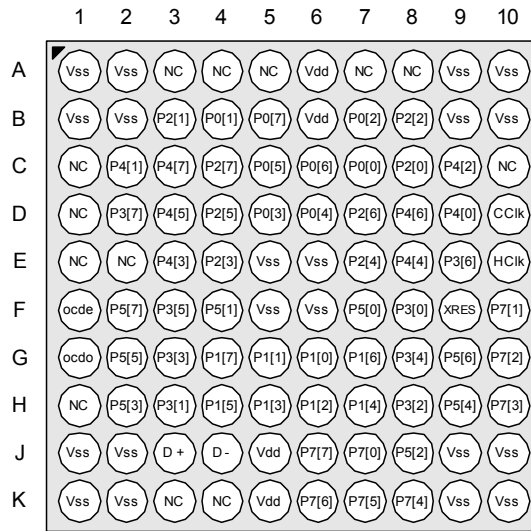 1 2 3 4 5 6 7 8 9 10
A Vss Vss NC NC NC Vdd NC NC Vss Vss
B Vss Vss P2[1] P0[1] P0[7] Vdd P0[2] P2[2] Vss Vss
C NC P4[1] P4[7] P2[7] P0[5] P0[6] P0[0] P2[0] P4[2] NC
D NC P3[7] P4[5] P2[5] P0[3] P0[4] P2[6] P4[6] P4[0] CClk
E NC NC P4[3] P2[3] Vss Vss P2[4] P4[4] P3[6] HClk
F ocde P5[7] P3[5] P5[1] Vss Vss P5[0] P3[0] XRES P7[1]
G ocdo P5[5] P3[3] P1[7] P1[1] P1[0] P1[6] P3[4] P5[6] P7[2]
H NC P5[3] P3[1] P1[5] P1[3] P1[2] P1[4] P3[2] P5[4] P7[3]
J Vss Vss D + D - Vdd P7[7] P7[0] P5[2] Vss Vss
K Vss Vss NC NC Vdd P7[6] P7[5] P7[4] Vss Vss